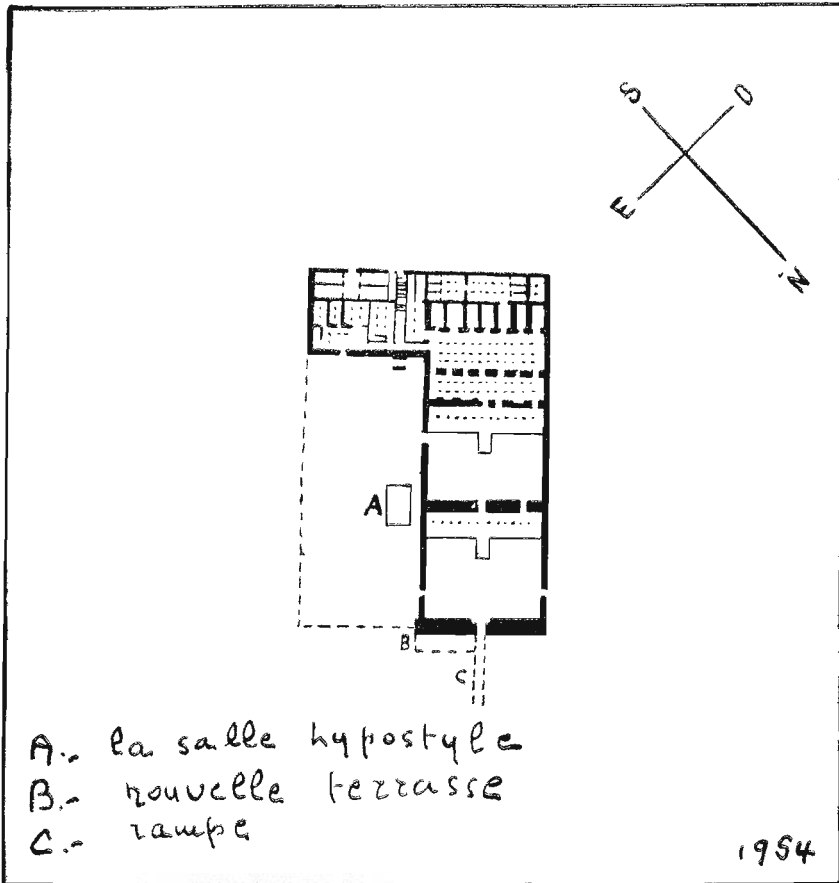 S O
E N
A
B
C
A.- la salle hypostyle
B.- nouvelle terrasse
C.- rampe
1954